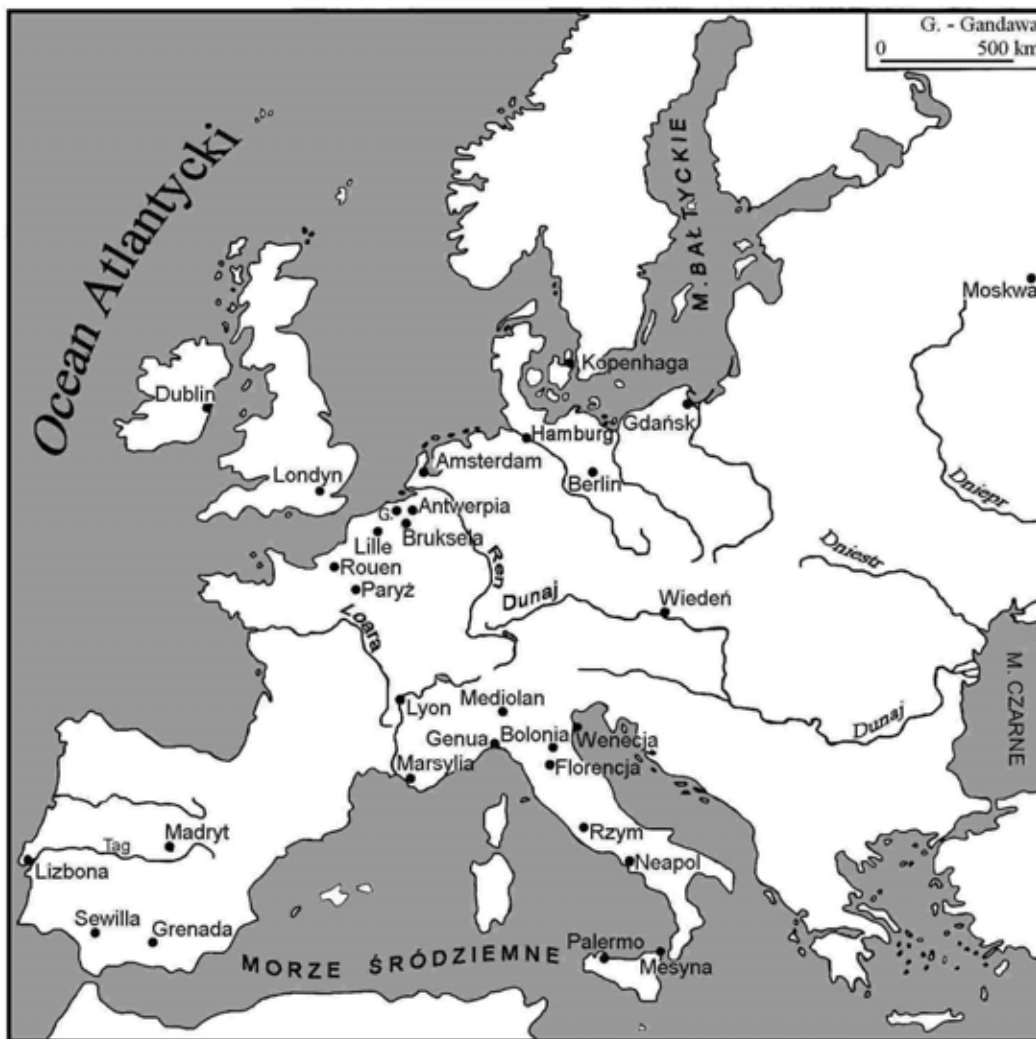 G. - Gandawa
0 500 km
Ocean Atlantycki
M. BAŁTYCKIE
Moskwa
Kopenhaga
Dublin
Gdańsk
Hamburg
Amsterdam
Berlin
Londyn
Dniepr
G.
Antwerpia
Bruksela
Lille
Ren
Dniestr
Rouen
Paryż
Dunaj
Wiedeń
Loara
M. CZARNE
Lyon
Mediolan
Dunaj
Genua
Bolonia
Wenecja
Marsylia
Florencja
Madryt
Tag
Rzym
Lizbona
Neapol
Sewilla
Grenada
MORZE ŚRÓDZIEMNE
Palermo
Mesyna